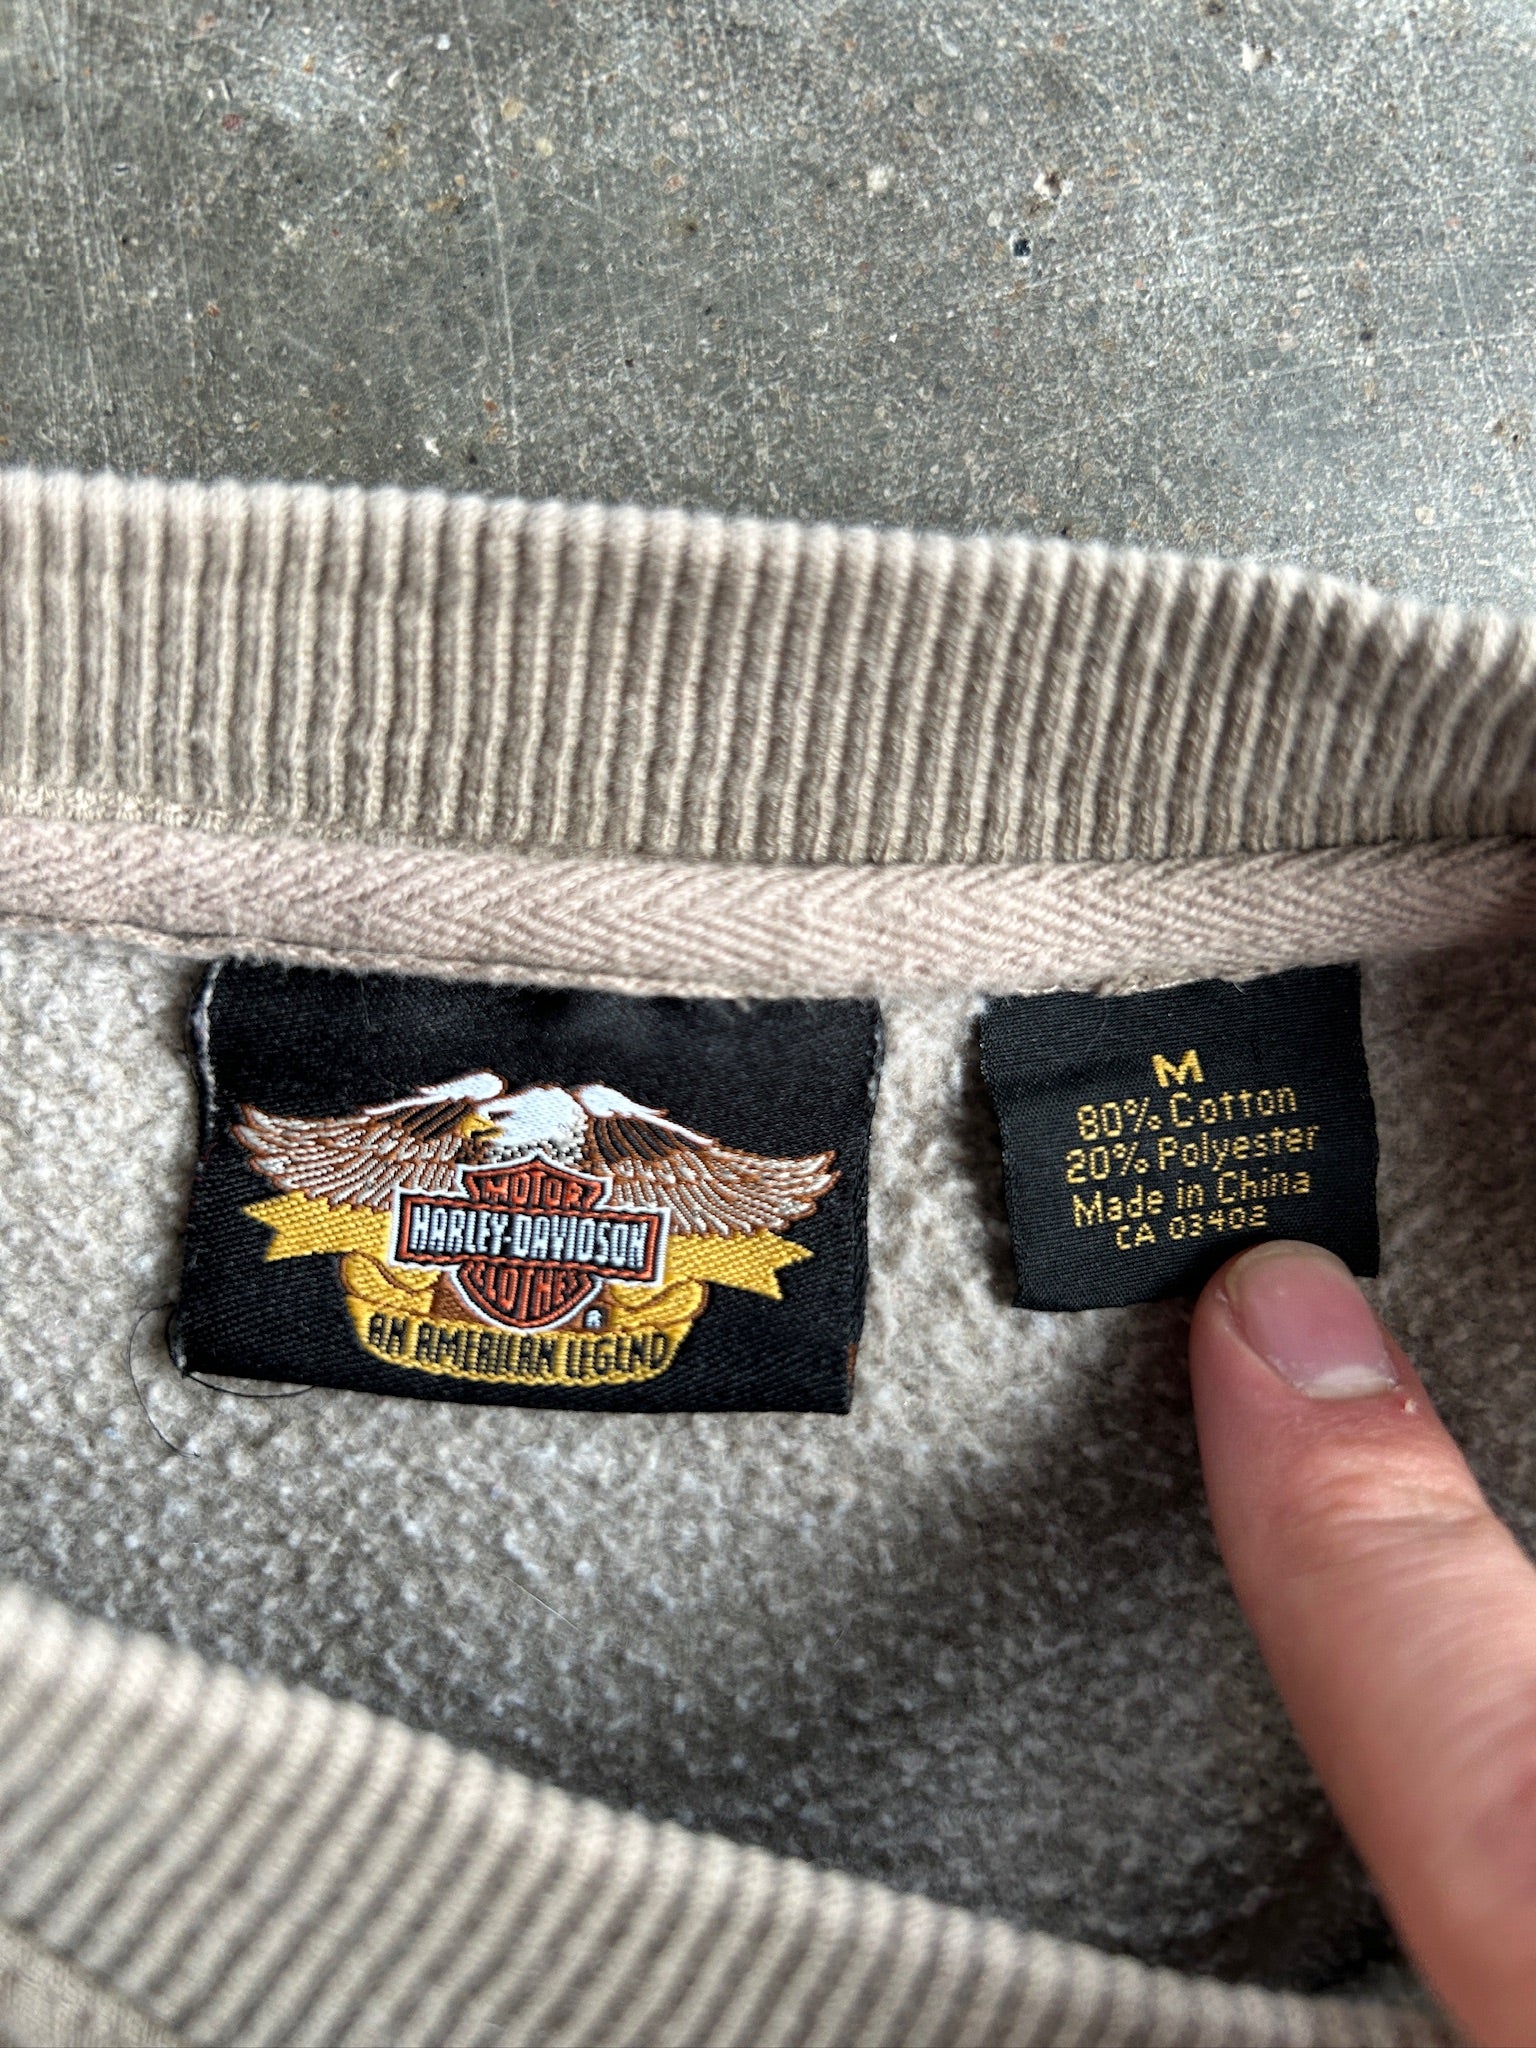 MOTOR
HARLEY-DAVIDSON
CLOTHES
®
AN AMERICAN LEGEND
M
80% Cotton
20% Polyester
Made in China
CA 03402